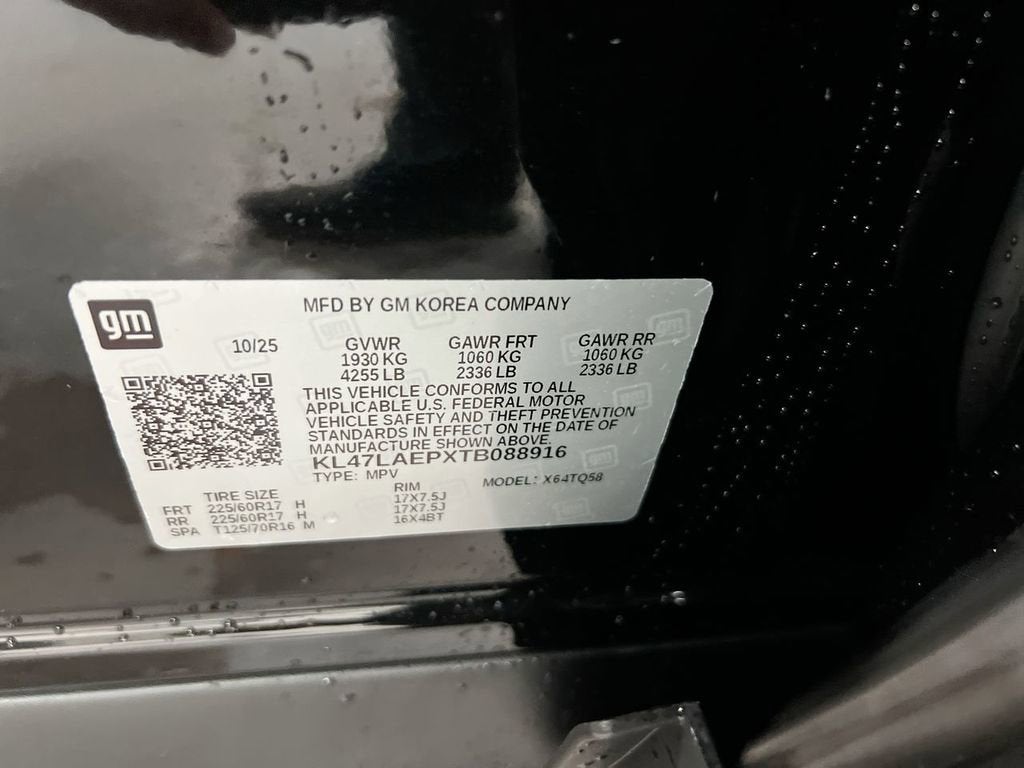 gm
MFD BY GM KOREA COMPANY
10/25 GVWR GAWR FRT GAWR RR
1930 KG 1060 KG 1060 KG
4255 LB 2336 LB 2336 LB
THIS VEHICLE CONFORMS TO ALL
APPLICABLE U.S. FEDERAL MOTOR
VEHICLE SAFETY AND THEFT PREVENTION
STANDARDS IN EFFECT ON THE DATE OF
MANUFACTURE SHOWN ABOVE.
KL47LAEPXTB088916
TYPE: MPV MODEL: X64TQ58
TIRE SIZE RIM
FRT 225/60R17 H 17X7.5J
RR 225/60R17 H 17X7.5J
SPA T125/70R16 M 16X4BT